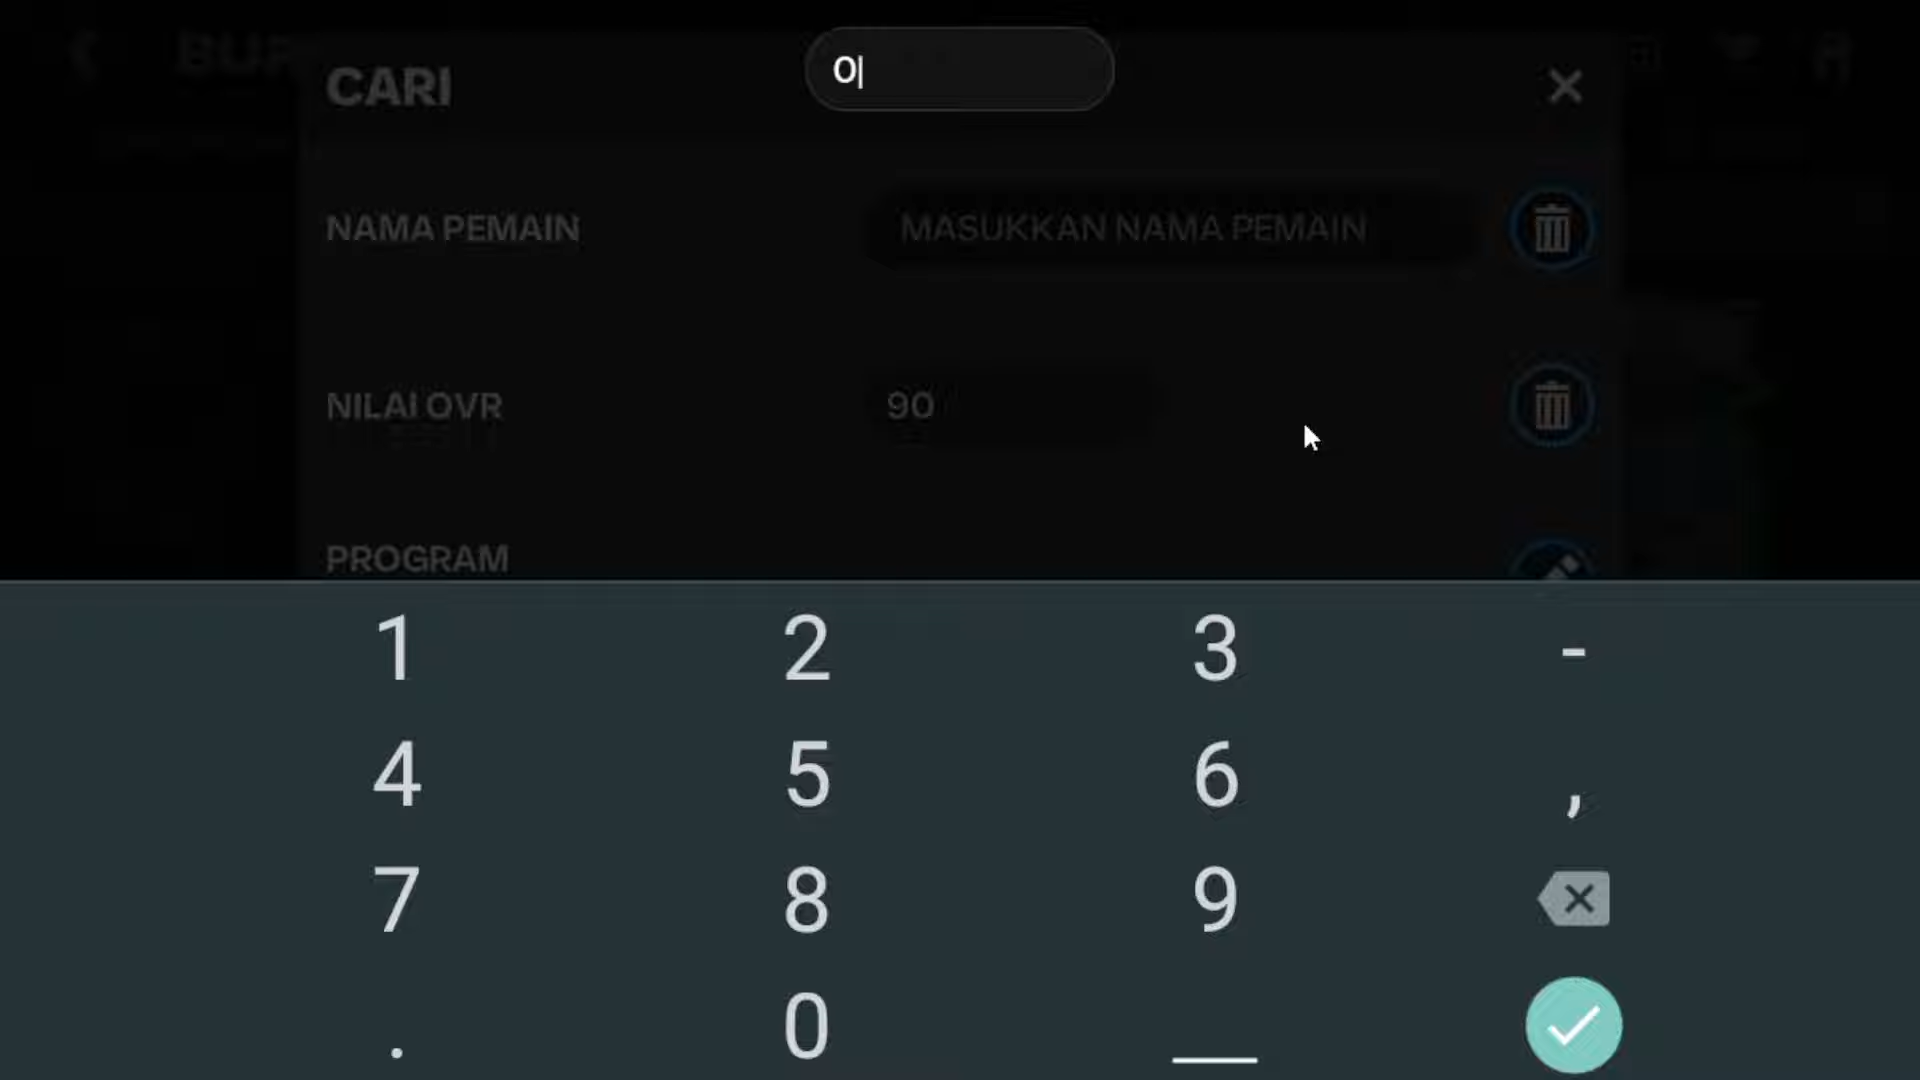 BUR
CARI
0
NAMA PEMAIN
MASUKKAN NAMA PEMAIN
NILAI OVR
90
PROGRAM
1 2 3 -
4 5 6 ,
7 8 9
. 0 _